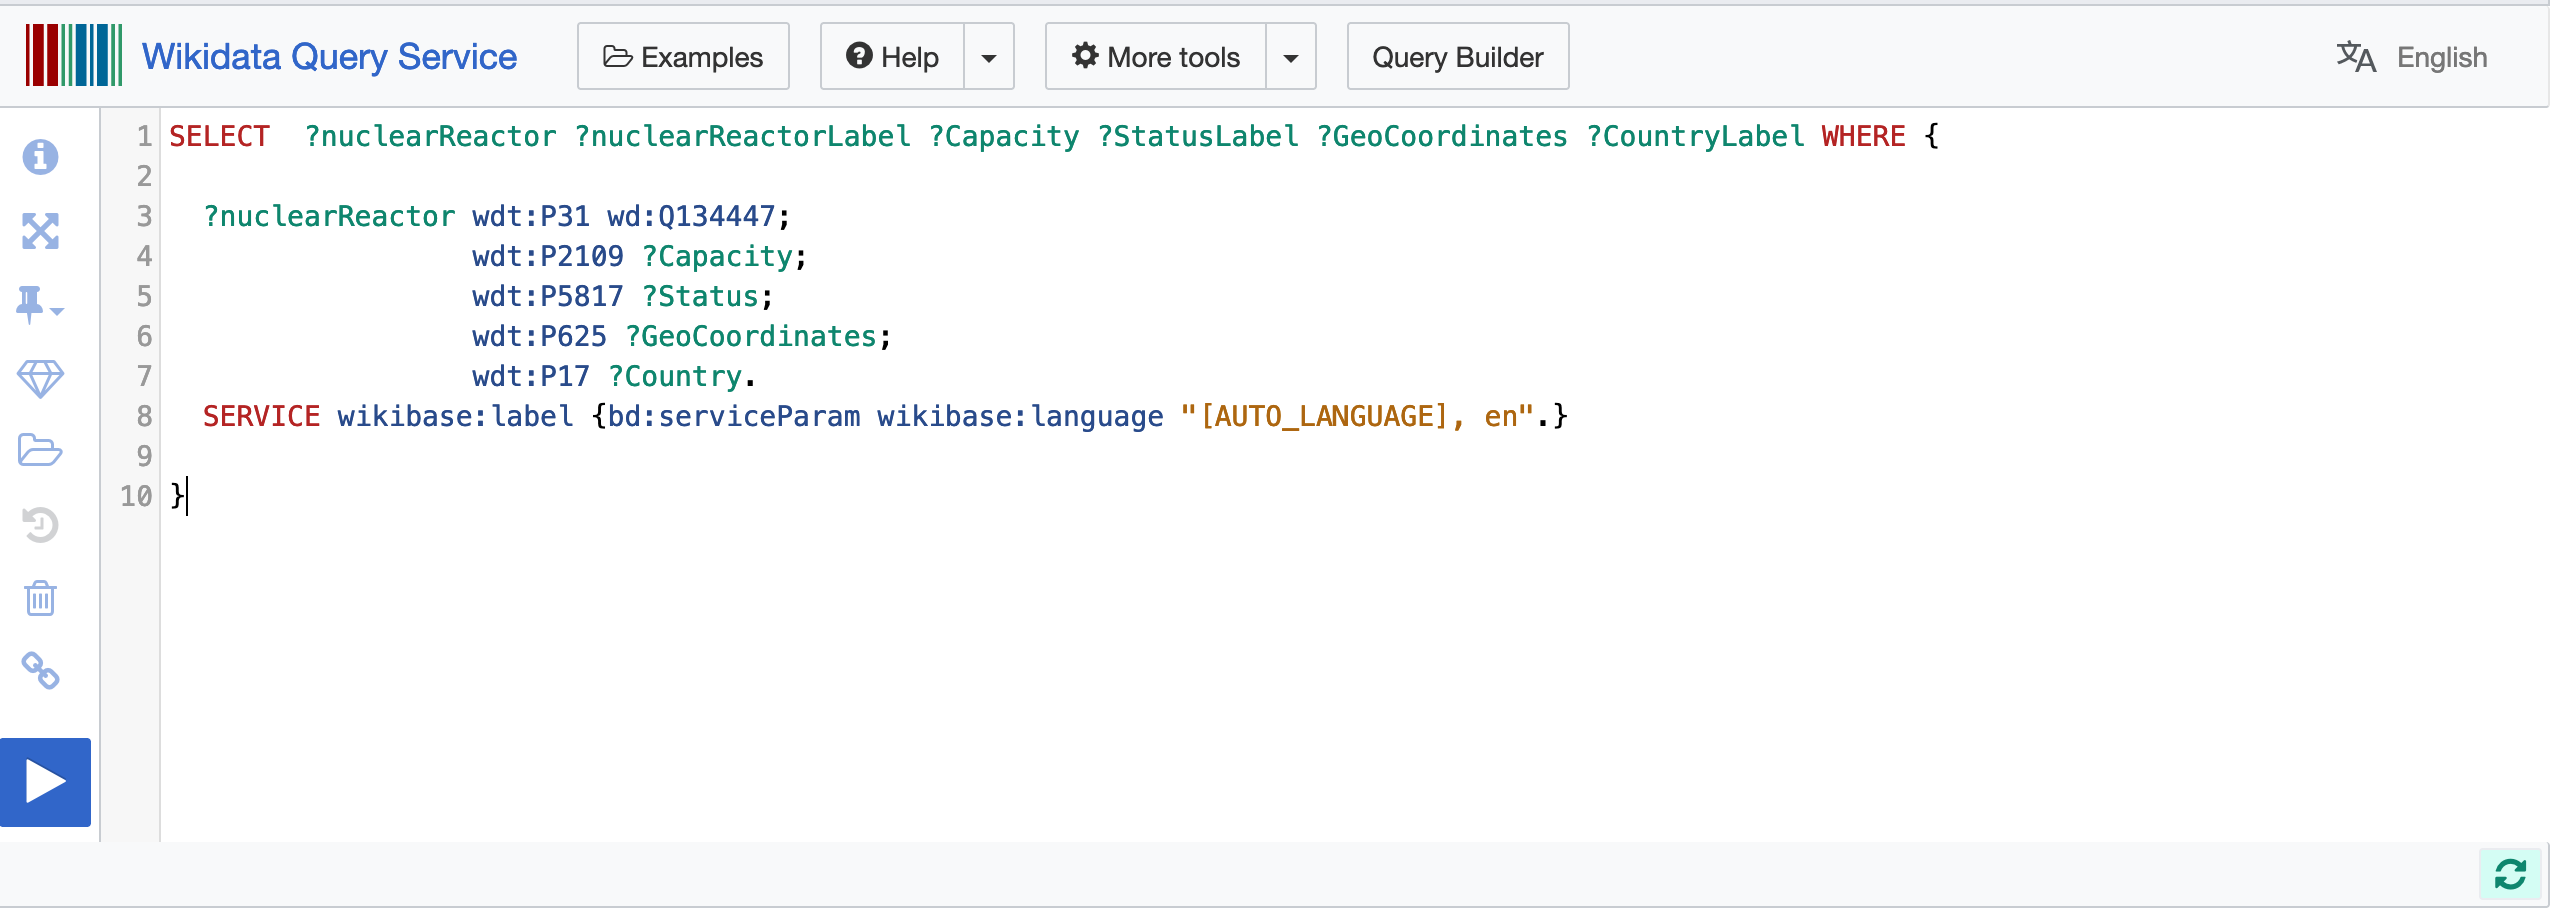 Wikidata Query Service Examples Help More tools Query Builder English
1 SELECT  ?nuclearReactor ?nuclearReactorLabel ?Capacity ?StatusLabel ?GeoCoordinates ?CountryLabel WHERE {
2
3   ?nuclearReactor wdt:P31 wd:Q134447;
4                   wdt:P2109 ?Capacity;
5                   wdt:P5817 ?Status;
6                   wdt:P625 ?GeoCoordinates;
7                   wdt:P17 ?Country.
8   SERVICE wikibase:label {bd:serviceParam wikibase:language "[AUTO_LANGUAGE], en".}
9
10 }